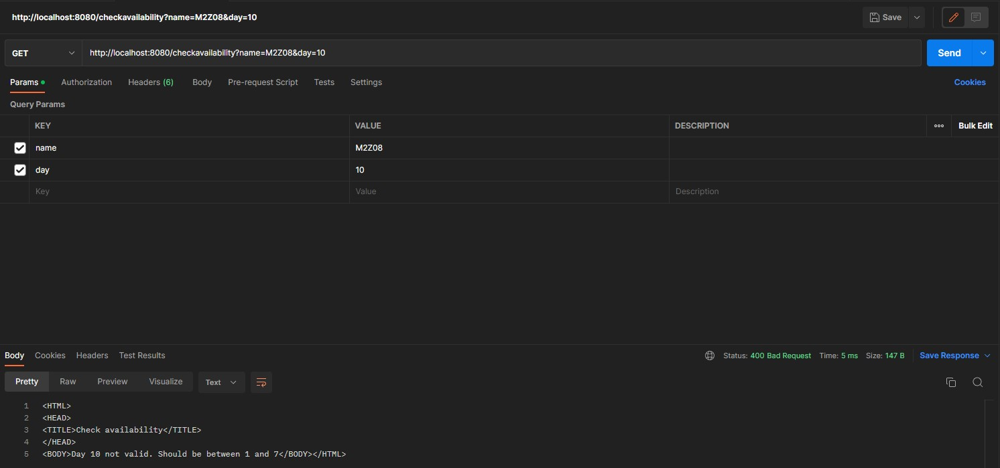 http://localhost:8080/checkavailability?name=M2Z08&day=10 Save
GET http://localhost:8080/checkavailability?name=M2Z08&day=10 Send
Params Authorization Headers (6) Body Pre-request Script Tests Settings Cookies
Query Params
KEY VALUE DESCRIPTION ooo Bulk Edit
name M2Z08
day 10
Key Value Description
Body Cookies Headers Test Results Status: 400 Bad Request Time: 5 ms Size: 147 B Save Response
Pretty Raw Preview Visualize Text
1 <HTML>
2 <HEAD>
3 <TITLE>Check availability</TITLE>
4 </HEAD>
5 <BODY>Day 10 not valid. Should be between 1 and 7</BODY></HTML>